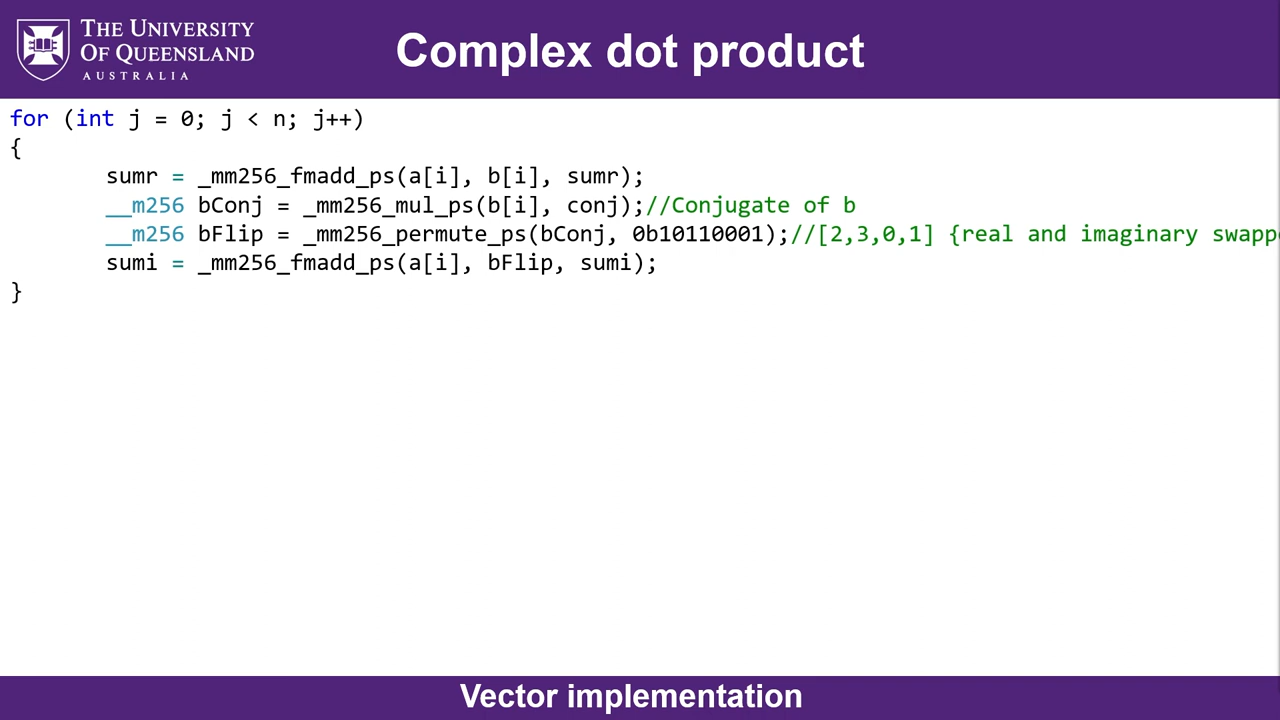 THE UNIVERSITY
OF QUEENSLAND
AUSTRALIA
Complex dot product
for (int j = 0; j < n; j++)
{
sumr = _mm256_fmadd_ps(a[i], b[i], sumr);
__m256 bConj = _mm256_mul_ps(b[i], conj);//Conjugate of b
__m256 bFlip = _mm256_permute_ps(bConj, 0b10110001);//[2,3,0,1] {real and imaginary swapp
sumi = _mm256_fmadd_ps(a[i], bFlip, sumi);
}
Vector implementation